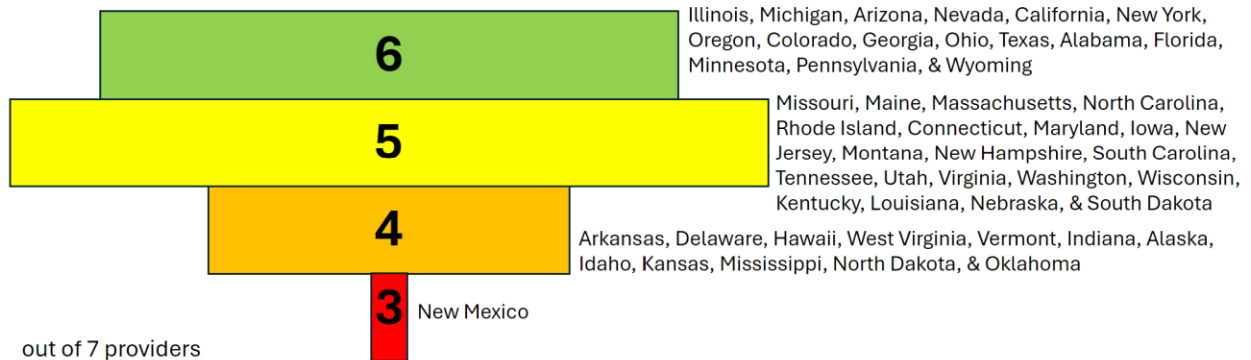 Illinois, Michigan, Arizona, Nevada, California, New York,
Oregon, Colorado, Georgia, Ohio, Texas, Alabama, Florida,
Minnesota, Pennsylvania, & Wyoming
6
Missouri, Maine, Massachusetts, North Carolina,
Rhode Island, Connecticut, Maryland, Iowa, New
Jersey, Montana, New Hampshire, South Carolina,
Tennessee, Utah, Virginia, Washington, Wisconsin,
Kentucky, Louisiana, Nebraska, & South Dakota
5
4
Arkansas, Delaware, Hawaii, West Virginia, Vermont, Indiana, Alaska,
Idaho, Kansas, Mississippi, North Dakota, & Oklahoma
3
New Mexico
out of 7 providers